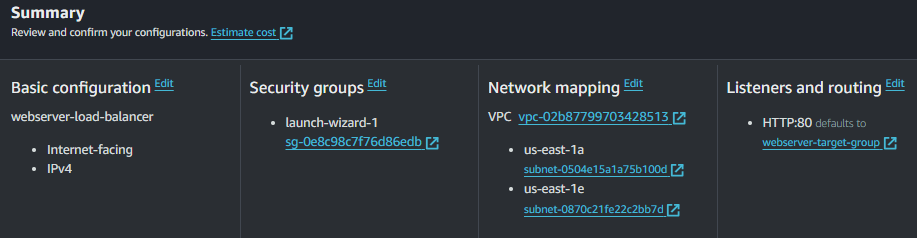 Summary
Review and confirm your configurations. Estimate cost
Basic configuration Edit
webserver-load-balancer
• Internet-facing
• IPv4
Security groups Edit
• launch-wizard-1
sg-0e8c98c7f76d86edb
Network mapping Edit
VPC vpc-02b87799703428513
• us-east-1a
subnet-0504e15a1a75b100d
• us-east-1e
subnet-0870c21fe22c2bb7d
Listeners and routing Edit
• HTTP:80 defaults to
webserver-target-group